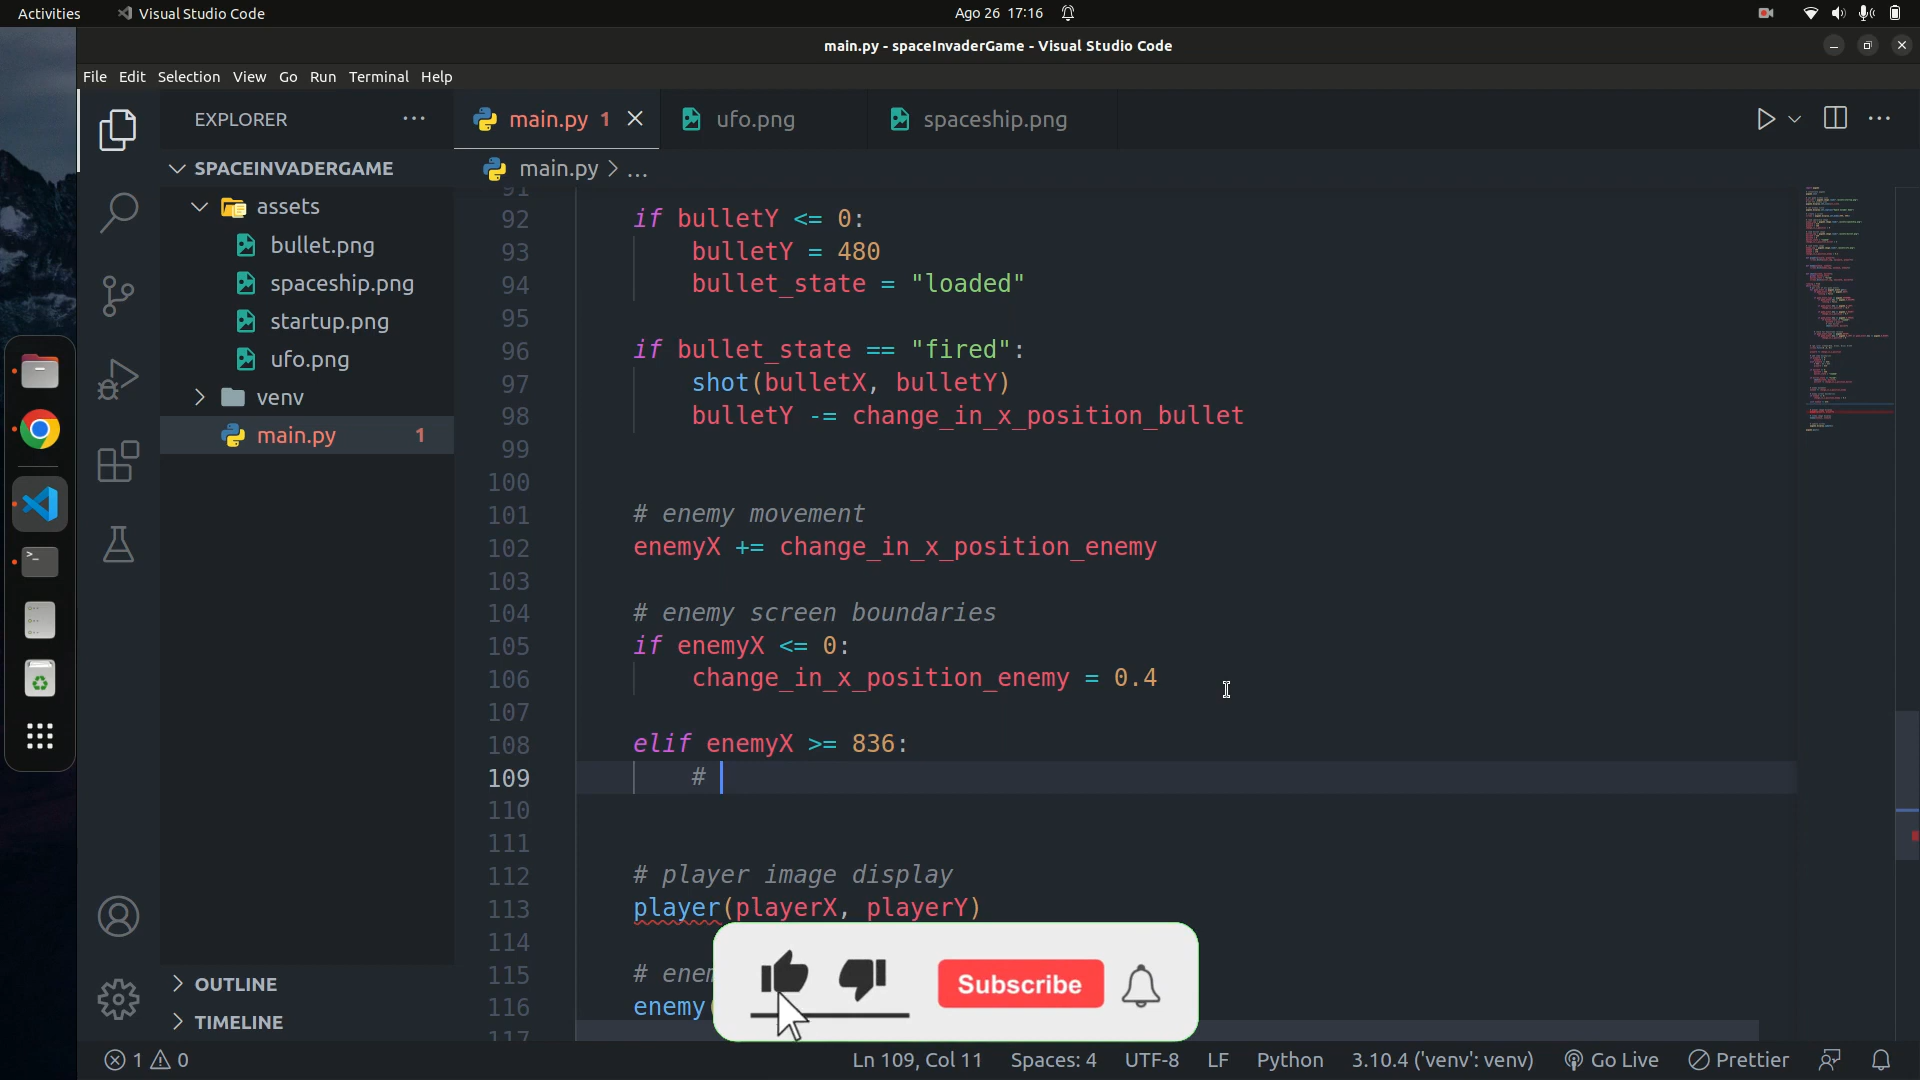 Activities Visual Studio Code Ago 26 17:16
main.py - spaceInvaderGame - Visual Studio Code
File Edit Selection View Go Run Terminal Help
EXPLORER ... main.py 1 ufo.png spaceship.png
SPACEINVADERGAME main.py > ...
assets
bullet.png
spaceship.png
startup.png
ufo.png
venv
main.py 1
OUTLINE
TIMELINE
91
92 if bulletY <= 0:
93 bulletY = 480
94 bullet_state = "loaded"
95
96 if bullet_state == "fired":
97 shot(bulletX, bulletY)
98 bulletY -= change_in_x_position_bullet
99
100
101 # enemy movement
102 enemyX += change_in_x_position_enemy
103
104 # enemy screen boundaries
105 if enemyX <= 0:
106 change_in_x_position_enemy = 0.4
107
108 elif enemyX >= 836:
109 #
110
111
112 # player image display
113 player(playerX, playerY)
114
115 # enem
116 enemy(
117
Subscribe
1 0 Ln 109, Col 11 Spaces: 4 UTF-8 LF Python 3.10.4 ('venv': venv) Go Live Prettier